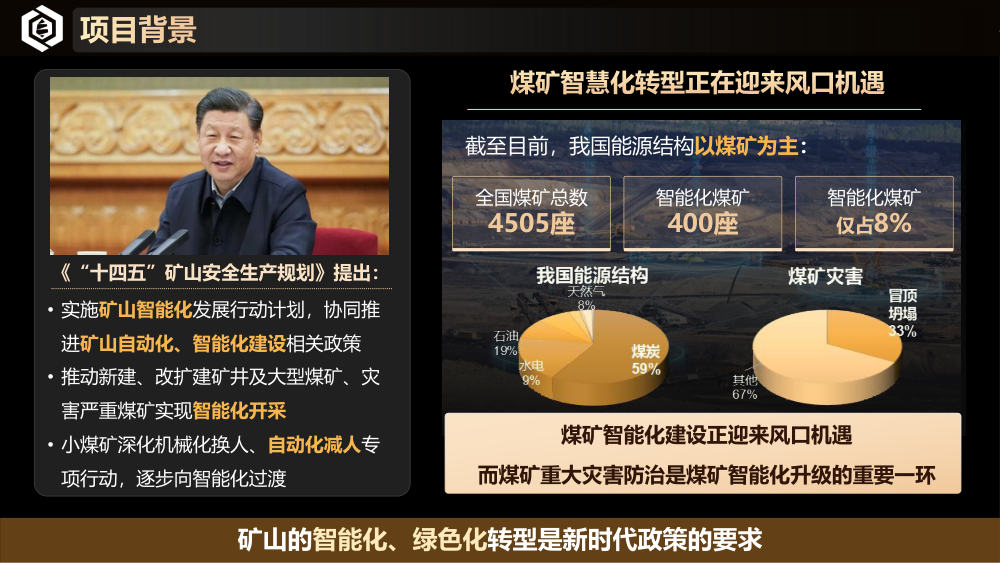 项目背景
《“十四五”矿山安全生产规划》提出：
• 实施矿山智能化发展行动计划，协同推
进矿山自动化、智能化建设相关政策
• 推动新建、改扩建矿井及大型煤矿、灾
害严重煤矿实现智能化开采
• 小煤矿深化机械化换人、自动化减人专
项行动，逐步向智能化过渡
煤矿智慧化转型正在迎来风口机遇
截至目前，我国能源结构以煤矿为主：
全国煤矿总数
4505座
智能化煤矿
400座
智能化煤矿
仅占8%
我国能源结构
天然气
8%
石油
19%
水电
9%
煤炭
59%
煤矿灾害
冒顶
坍塌
33%
其他
67%
煤矿智能化建设正迎来风口机遇
而煤矿重大灾害防治是煤矿智能化升级的重要一环
矿山的智能化、绿色化转型是新时代政策的要求